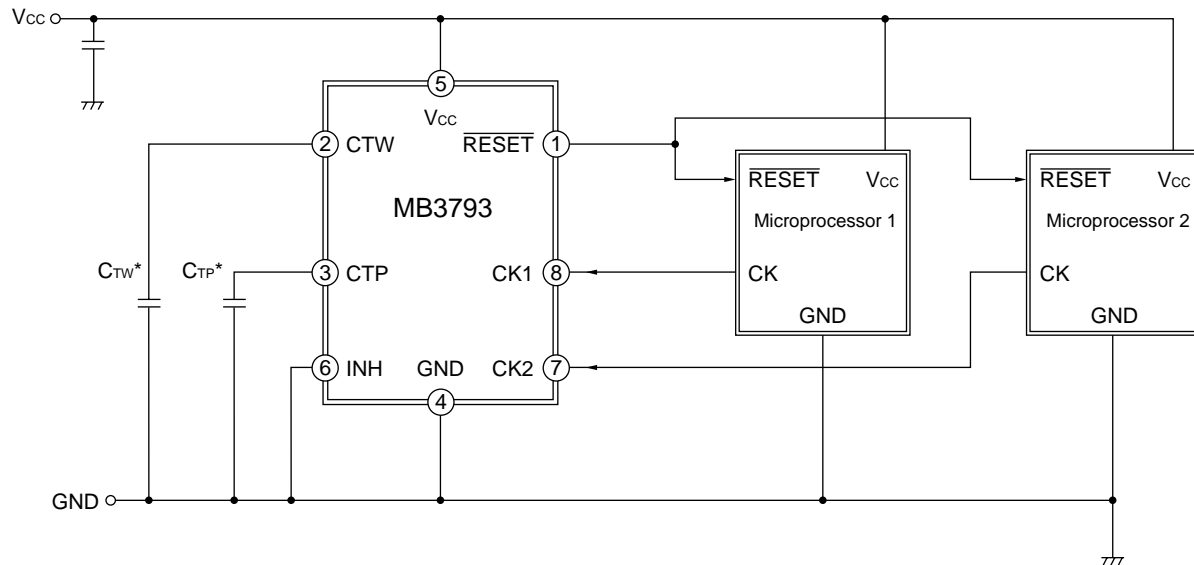 VCC
5
VCC
2 CTW
RESET 1
MB3793
RESET VCC
Microprocessor 1
CK
GND
RESET VCC
Microprocessor 2
CK
GND
CTW*
CTP*
3 CTP
CK1 8
6 INH
GND
CK2 7
4
GND